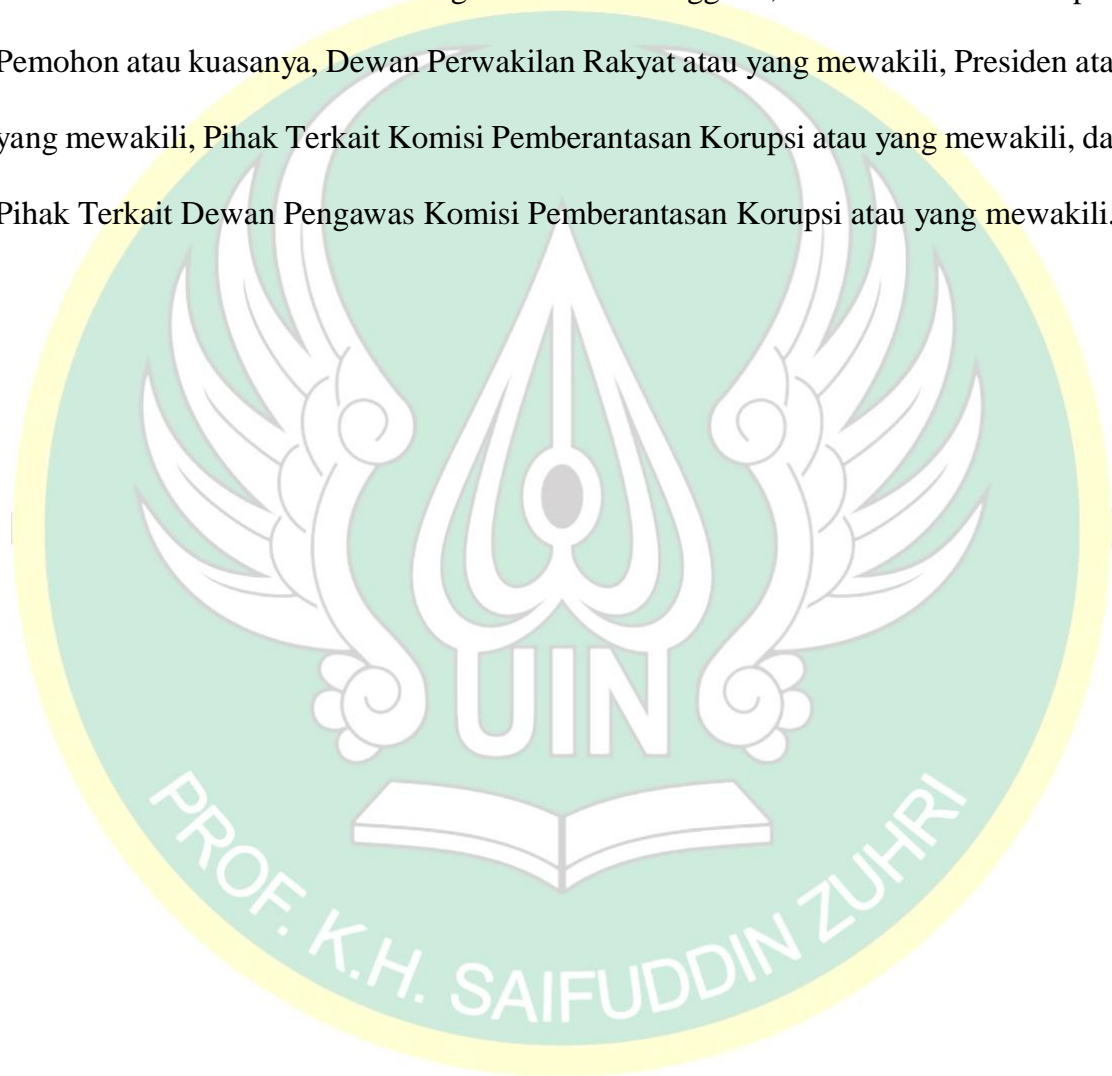 Pemohon atau kuasanya, Dewan Perwakilan Rakyat atau yang mewakili, Presiden ata
yang mewakili, Pihak Terkait Komisi Pemberantasan Korupsi atau yang mewakili, da
Pihak Terkait Dewan Pengawas Komisi Pemberantasan Korupsi atau yang mewakili.
UIN
PROF. K.H. SAIFUDDIN ZUHRI